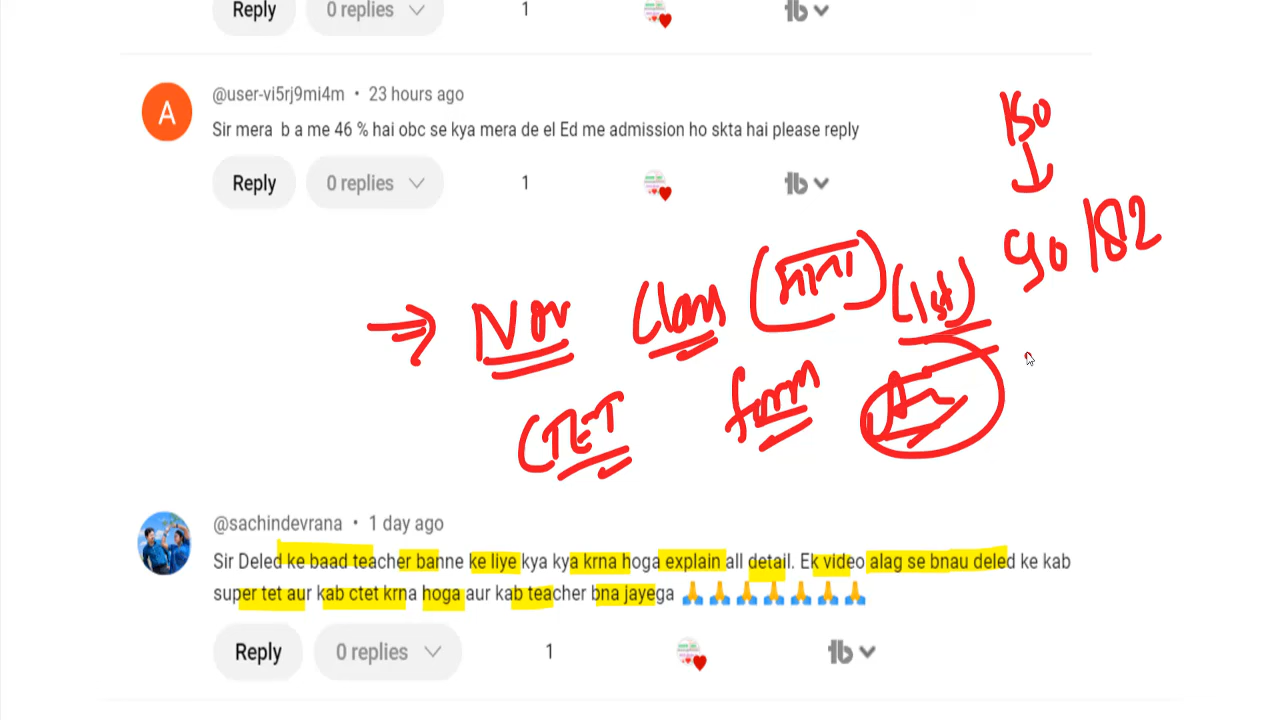 Reply 0 replies 1
@user-vi5rj9mi4m • 23 hours ago
Sir mera b a me 46 % hai obc se kya mera de el Ed me admission ho skta hai please reply
Reply 0 replies 1
150
90/82
Nov Class (1st)
CTET form
@sachindevrana • 1 day ago
Sir Deled ke baad teacher banne ke liye kya kya krna hoga explain all detail. Ek video alag se bnau deled ke kab
super tet aur kab ctet krna hoga aur kab teacher bna jayega 🙏🙏🙏🙏🙏🙏🙏
Reply 0 replies 1